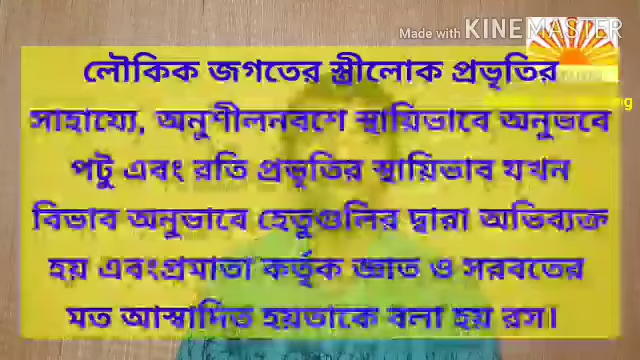 Made with KINEMASTER
লৌকিক জগতের স্ত্রীলোক প্রভৃতির
সাহায্যে, অনুশীলনবশে স্থায়িভাবে অনুভবে
পটু এবং রতি প্রভৃতির স্থায়িভাব যখন
বিভাব অনুভাবে হেতুগুলির দ্বারা অভিব্যক্ত
হয় এবংপ্রমাতা কর্তৃক জ্ঞাত ও সরবতের
মত আস্বাদিত হয়তাকে বলা হয় রস।